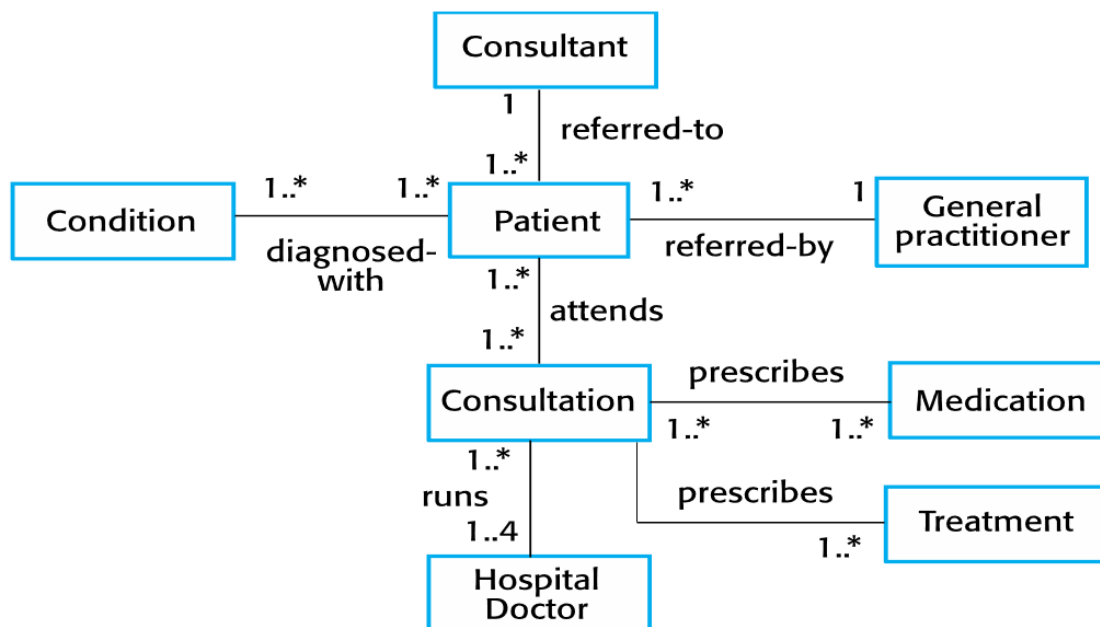 Consultant
1
referred-to
1..*
1..*
1..*
1..*
1
Condition
Patient
General
practitioner
diagnosed-
with
referred-by
1..*
attends
1..*
prescribes
Consultation
Medication
1..*
1..*
1..*
runs
prescribes
1..4
Treatment
1..*
Hospital
Doctor